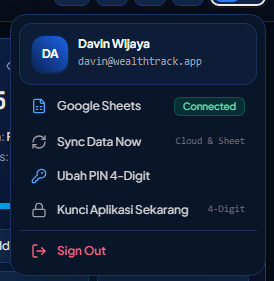 DA
Davin Wijaya
davin@wealthtrack.app
Google Sheets
Connected
Sync Data Now
Cloud & Sheet
Ubah PIN 4-Digit
Kunci Aplikasi Sekarang
4-Digit
Sign Out